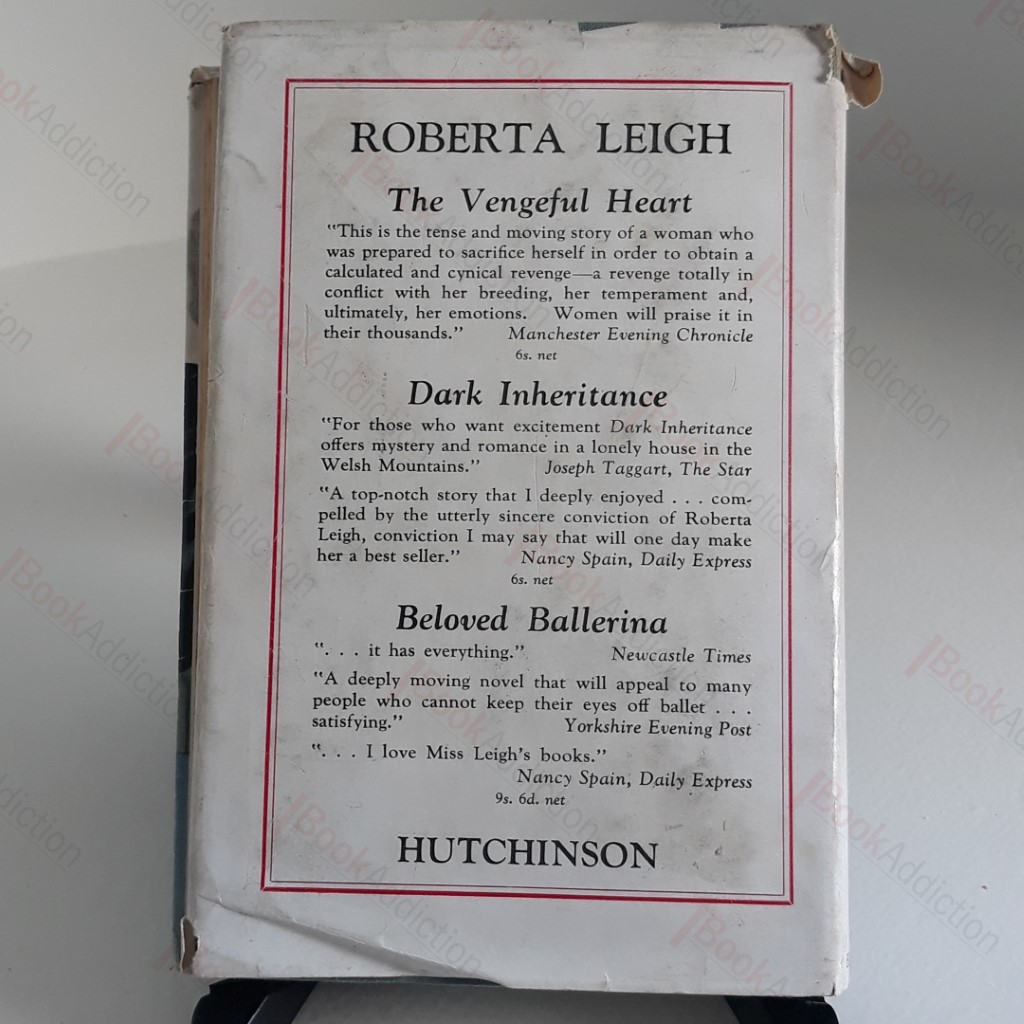 ROBERTA LEIGH
The Vengeful Heart
"This is the tense and moving story of a woman who
was prepared to sacrifice herself in order to obtain a
calculated and cynical revenge—a revenge totally in
conflict with her breeding, her temperament and,
ultimately, her emotions. Women will praise it in
their thousands." Manchester Evening Chronicle
6s. net
Dark Inheritance
"For those who want excitement Dark Inheritance
offers mystery and romance in a lonely house in the
Welsh Mountains." Joseph Taggart, The Star
"A top-notch story that I deeply enjoyed . . . com-
pelled by the utterly sincere conviction of Roberta
Leigh, conviction I may say that will one day make
her a best seller." Nancy Spain, Daily Express
6s. net
Beloved Ballerina
". . . it has everything." Newcastle Times
"A deeply moving novel that will appeal to many
people who cannot keep their eyes off ballet . . .
satisfying." Yorkshire Evening Post
". . . I love Miss Leigh's books."
Nancy Spain, Daily Express
9s. 6d. net
HUTCHINSON
BookAddiction